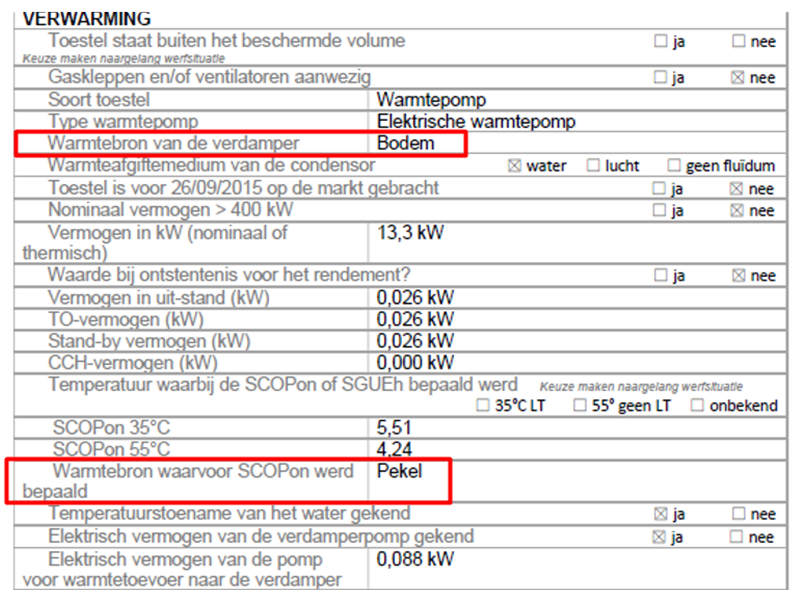 VERWARMING
Toestel staat buiten het beschermde volume ☐ ja ☐ nee
Keuze maken naargelang werfsituatie
Gaskleppen en/of ventilatoren aanwezig ☐ ja ☒ nee
Soort toestel Warmtepomp
Type warmtepomp Elektrische warmtepomp
Warmtebron van de verdamper Bodem
Warmteafgiftemedium van de condensor ☒ water ☐ lucht ☐ geen fluïdum
Toestel is voor 26/09/2015 op de markt gebracht ☐ ja ☒ nee
Nominaal vermogen > 400 kW ☐ ja ☒ nee
Vermogen in kW (nominaal of 13,3 kW
thermisch)
Waarde bij ontstentenis voor het rendement? ☐ ja ☒ nee
Vermogen in uit-stand (kW) 0,026 kW
TO-vermogen (kW) 0,026 kW
Stand-by vermogen (kW) 0,026 kW
CCH-vermogen (kW) 0,000 kW
Temperatuur waarbij de SCOPon of SGUEh bepaald werd Keuze maken naargelang werfsituatie
☐ 35°C LT ☐ 55° geen LT ☐ onbekend
SCOPon 35°C 5,51
SCOPon 55°C 4,24
Warmtebron waarvoor SCOPon werd Pekel
bepaald
Temperatuurstoename van het water gekend ☒ ja ☐ nee
Elektrisch vermogen van de verdamperpomp gekend ☒ ja ☐ nee
Elektrisch vermogen van de pomp 0,088 kW
voor warmtetoevoer naar de verdamper